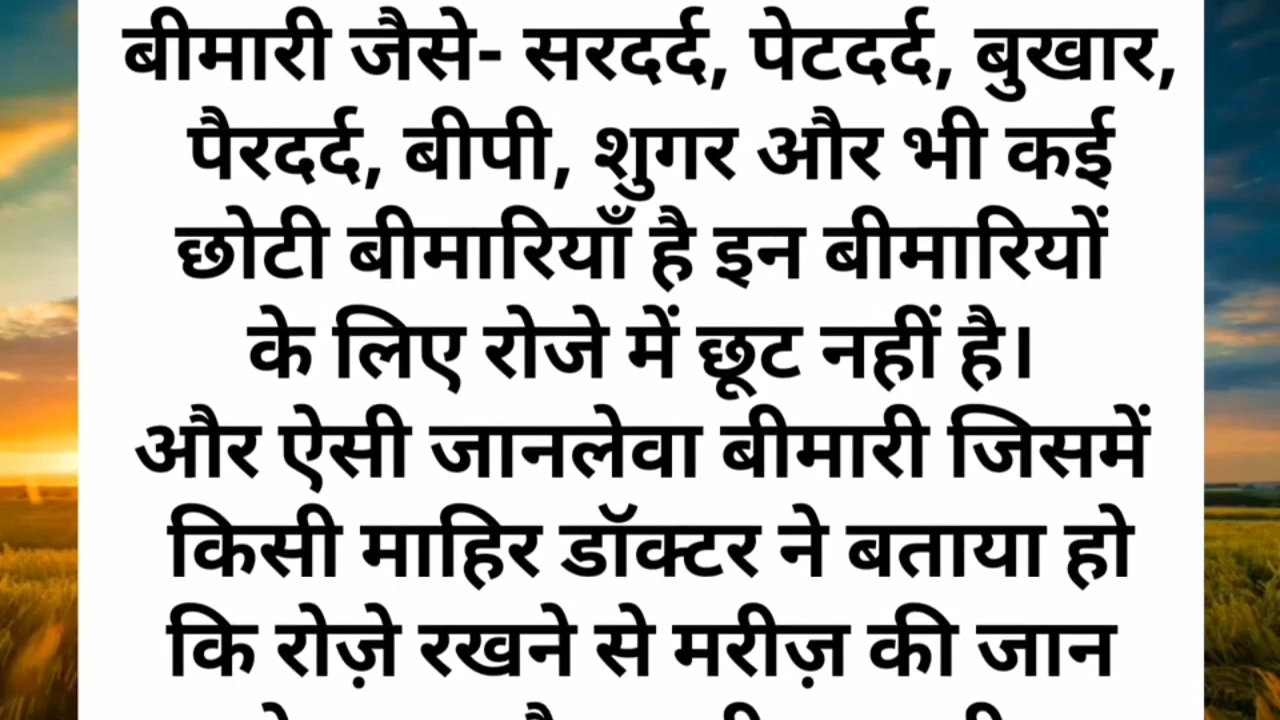 बीमारी जैसे- सरदर्द, पेटदर्द, बुखार,
पैरदर्द, बीपी, शुगर और भी कई
छोटी बीमारियाँ है इन बीमारियों
के लिए रोजे में छूट नहीं है।
और ऐसी जानलेवा बीमारी जिसमें
किसी माहिर डॉक्टर ने बताया हो
कि रोज़े रखने से मरीज़ की जान